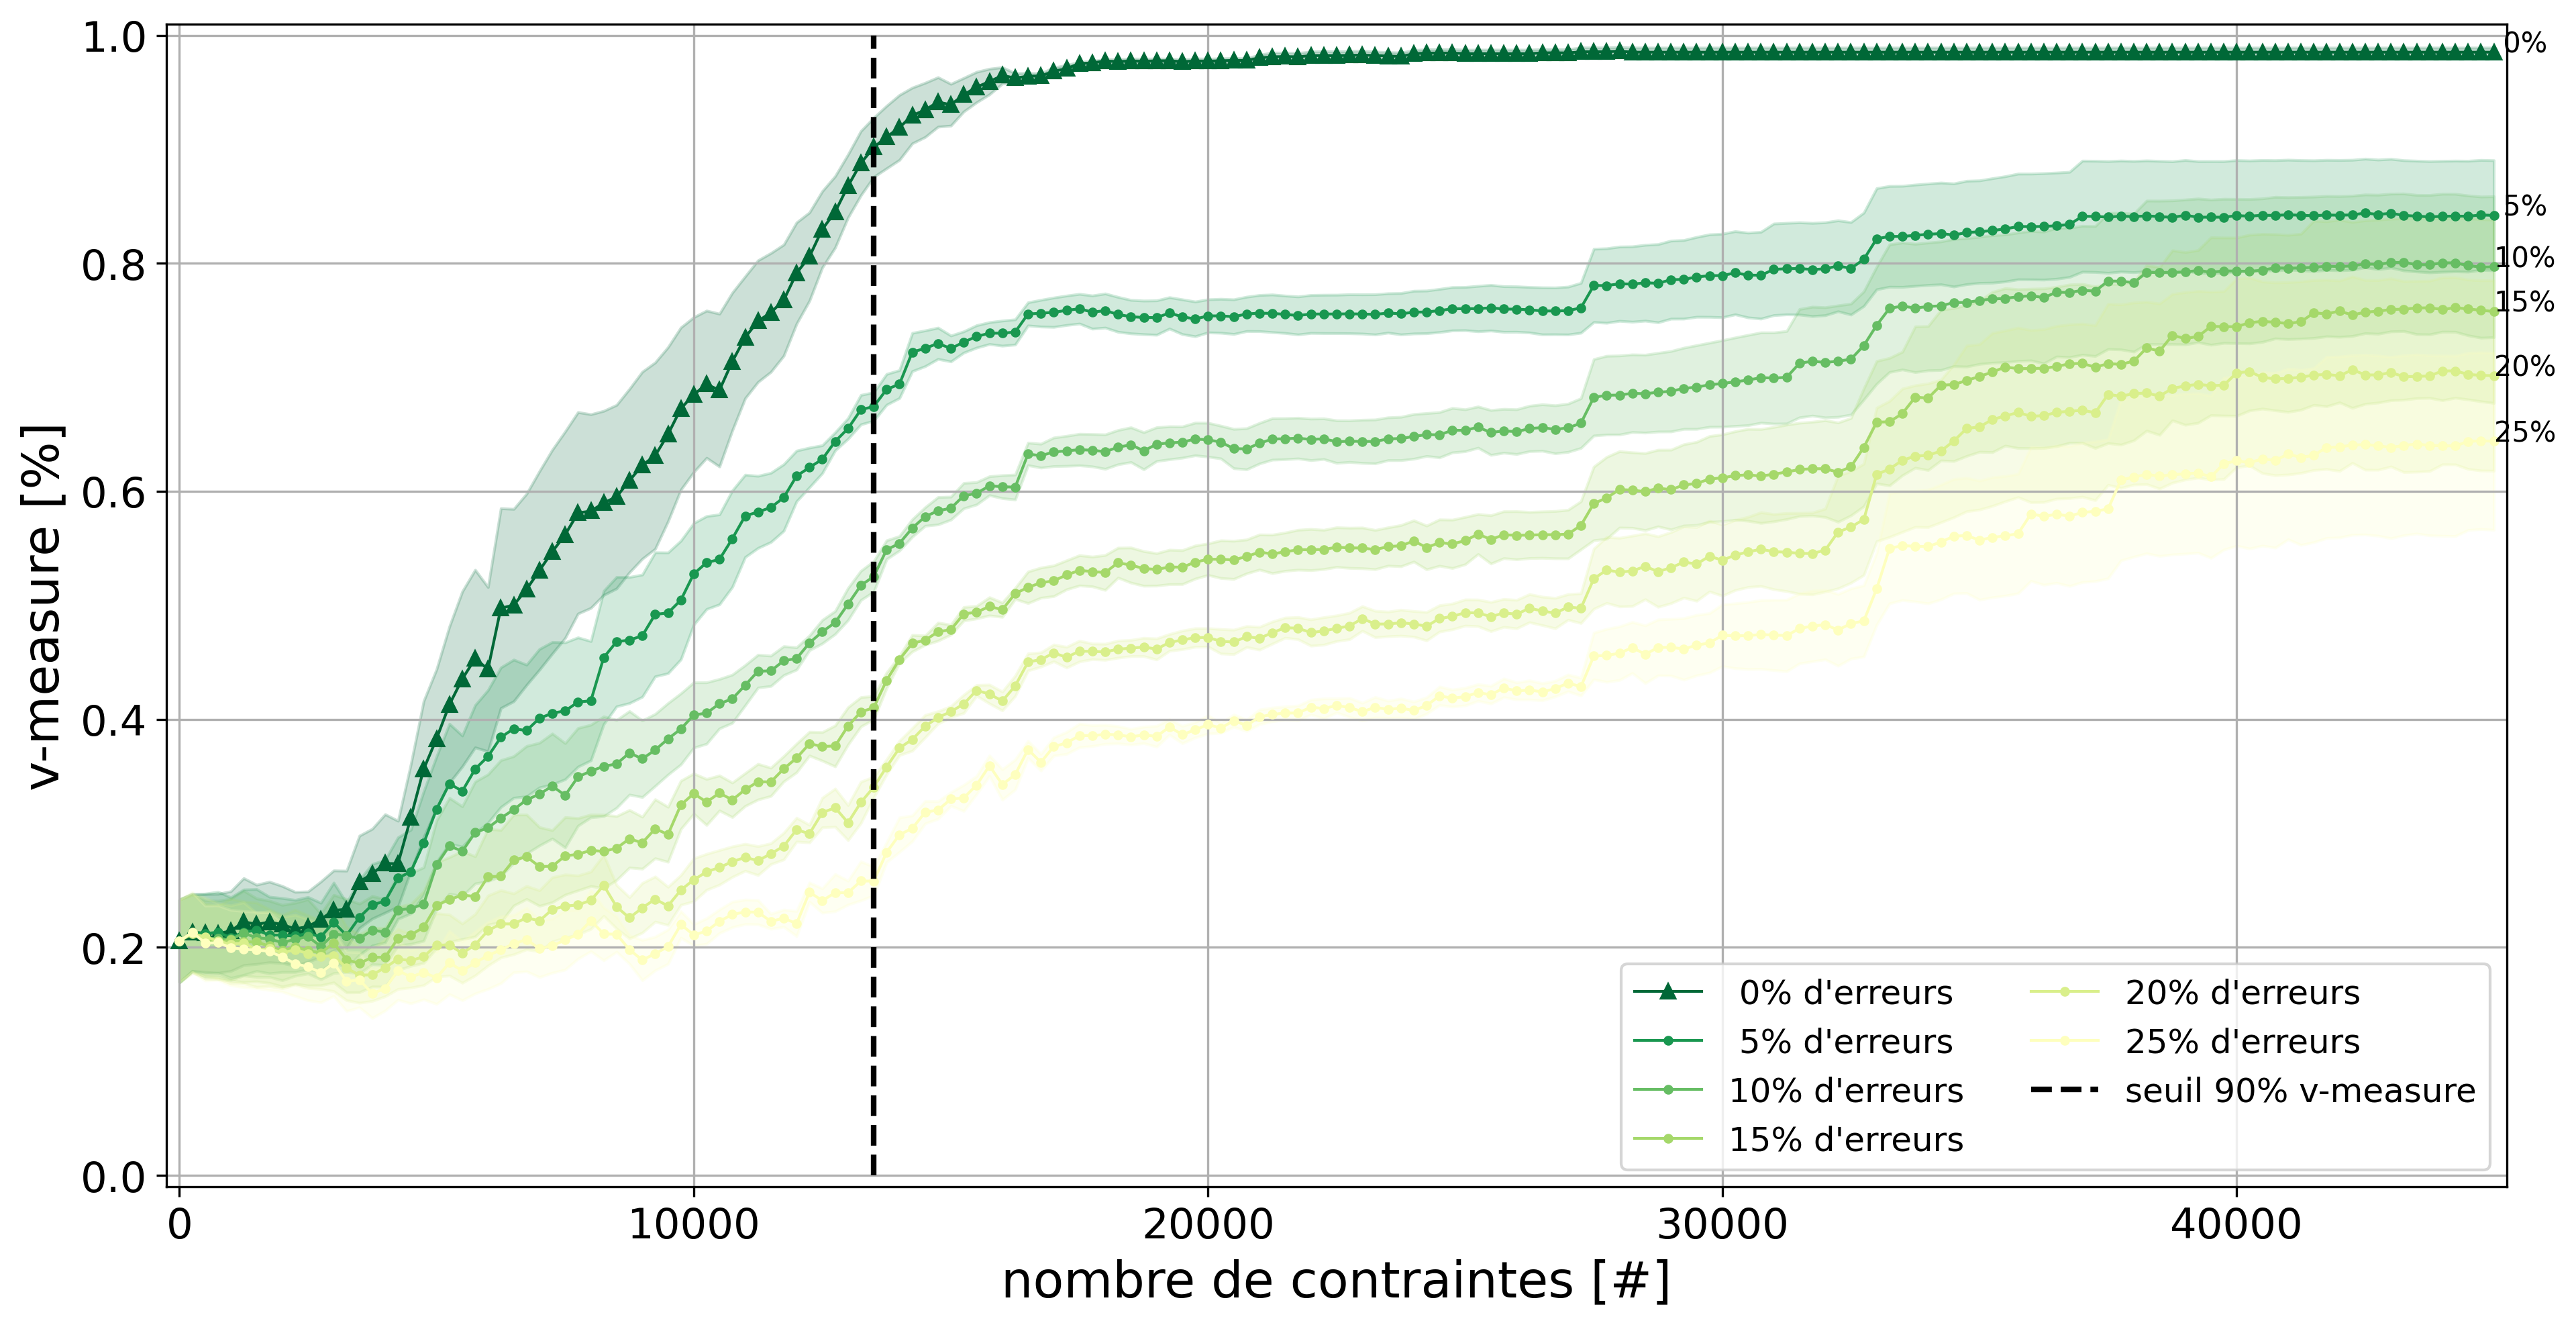 v-measure [%]
1.0
0.8
0.6
0.4
0.2
0.0
0
10000
20000
30000
40000
nombre de contraintes [#]
0%
5%
10%
15%
20%
25%
0% d'erreurs
5% d'erreurs
10% d'erreurs
15% d'erreurs
20% d'erreurs
25% d'erreurs
seuil 90% v-measure